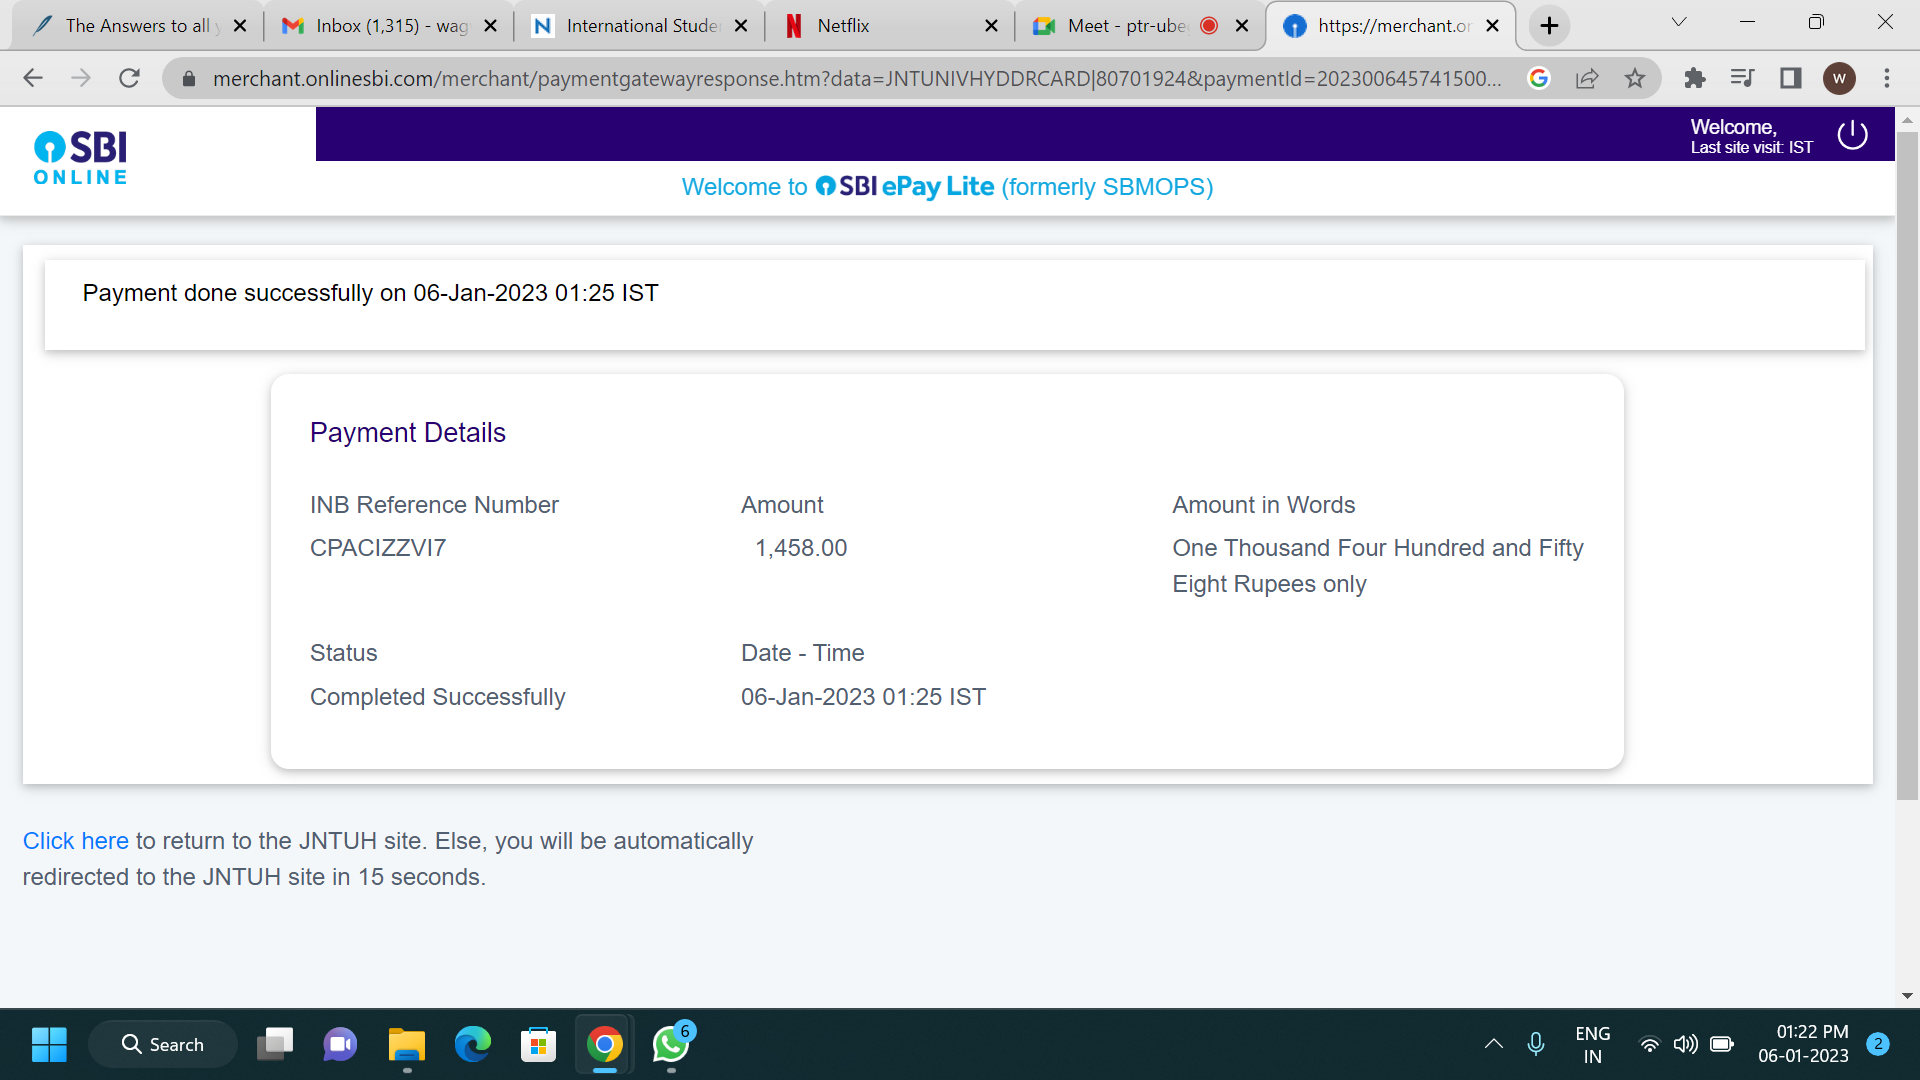 The Answers to all
Inbox (1,315) - wag
International Stude
Netflix
Meet - ptr-ube
https://merchant.or
merchant.onlinesbi.com/merchant/paymentgatewayresponse.htm?data=JNTUNIVHYDDRCARD|80701924&paymentId=202300645741500...
W
SBI
ONLINE
Welcome,
Last site visit: IST
Welcome to SBI ePay Lite (formerly SBMOPS)
Payment done successfully on 06-Jan-2023 01:25 IST
Payment Details
INB Reference Number
CPACIZZVI7
Amount
1,458.00
Amount in Words
One Thousand Four Hundred and Fifty
Eight Rupees only
Status
Completed Successfully
Date - Time
06-Jan-2023 01:25 IST
Click here to return to the JNTUH site. Else, you will be automatically
redirected to the JNTUH site in 15 seconds.
Search
6
ENG
IN
01:22 PM
06-01-2023
2